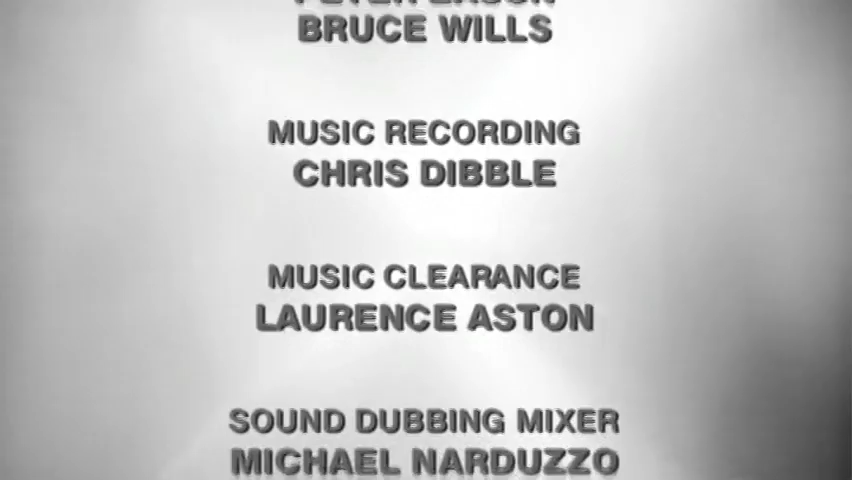 BRUCE WILLS
MUSIC RECORDING
CHRIS DIBBLE
MUSIC CLEARANCE
LAURENCE ASTON
SOUND DUBBING MIXER
MICHAEL NARDUZZO